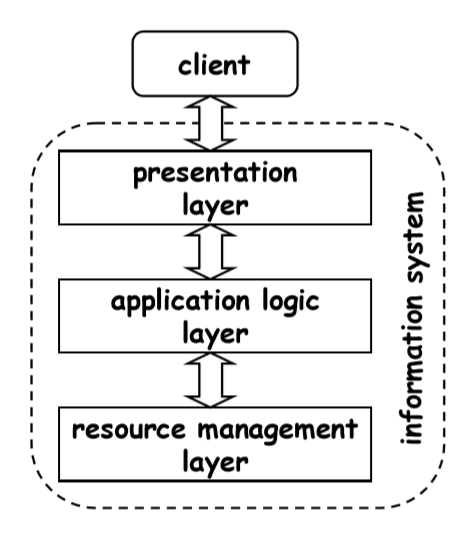 client
presentation
layer
application logic
layer
resource management
layer
information system